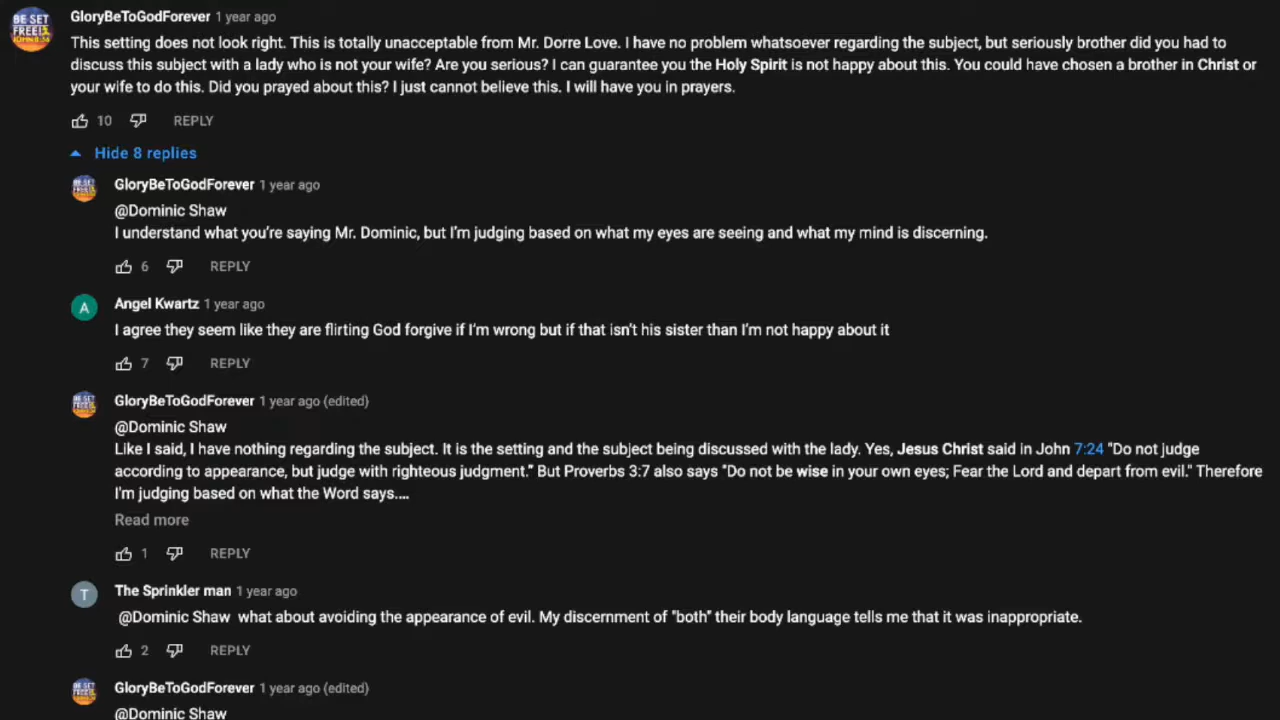 BE SET
FREE!
JOHN 8:36
GloryBeToGodForever 1 year ago
This setting does not look right. This is totally unacceptable from Mr. Dorre Love. I have no problem whatsoever regarding the subject, but seriously brother did you had to
discuss this subject with a lady who is not your wife? Are you serious? I can guarantee you the Holy Spirit is not happy about this. You could have chosen a brother in Christ or
your wife to do this. Did you prayed about this? I just cannot believe this. I will have you in prayers.
10 REPLY
Hide 8 replies
GloryBeToGodForever 1 year ago
@Dominic Shaw
I understand what you're saying Mr. Dominic, but I'm judging based on what my eyes are seeing and what my mind is discerning.
6 REPLY
A
Angel Kwartz 1 year ago
I agree they seem like they are flirting God forgive if I'm wrong but if that isn't his sister than I'm not happy about it
7 REPLY
GloryBeToGodForever 1 year ago (edited)
@Dominic Shaw
Like I said, I have nothing regarding the subject. It is the setting and the subject being discussed with the lady. Yes, Jesus Christ said in John 7:24 "Do not judge
according to appearance, but judge with righteous judgment." But Proverbs 3:7 also says "Do not be wise in your own eyes; Fear the Lord and depart from evil." Therefore
I'm judging based on what the Word says....
Read more
1 REPLY
T
The Sprinkler man 1 year ago
@Dominic Shaw what about avoiding the appearance of evil. My discernment of "both" their body language tells me that it was inappropriate.
2 REPLY
GloryBeToGodForever 1 year ago (edited)
@Dominic Shaw